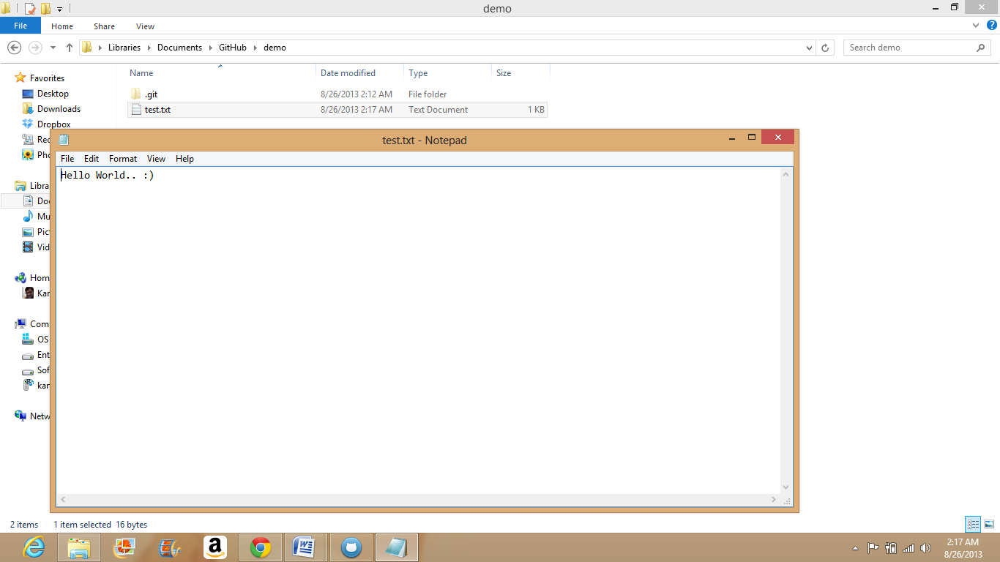 demo
File Home Share View
Libraries Documents GitHub demo
Search demo
Name Date modified Type Size
.git 8/26/2013 2:12 AM File folder
test.txt 8/26/2013 2:17 AM Text Document 1 KB
Favorites
Desktop
Downloads
Dropbox
Rec
Pho
Libra
Doc
Mu
Pic
Vid
Hom
Kar
Com
OS
Ent
Sof
kar
Netw
test.txt - Notepad
File Edit Format View Help
Hello World.. :)
2 items 1 item selected 16 bytes
2:17 AM
8/26/2013